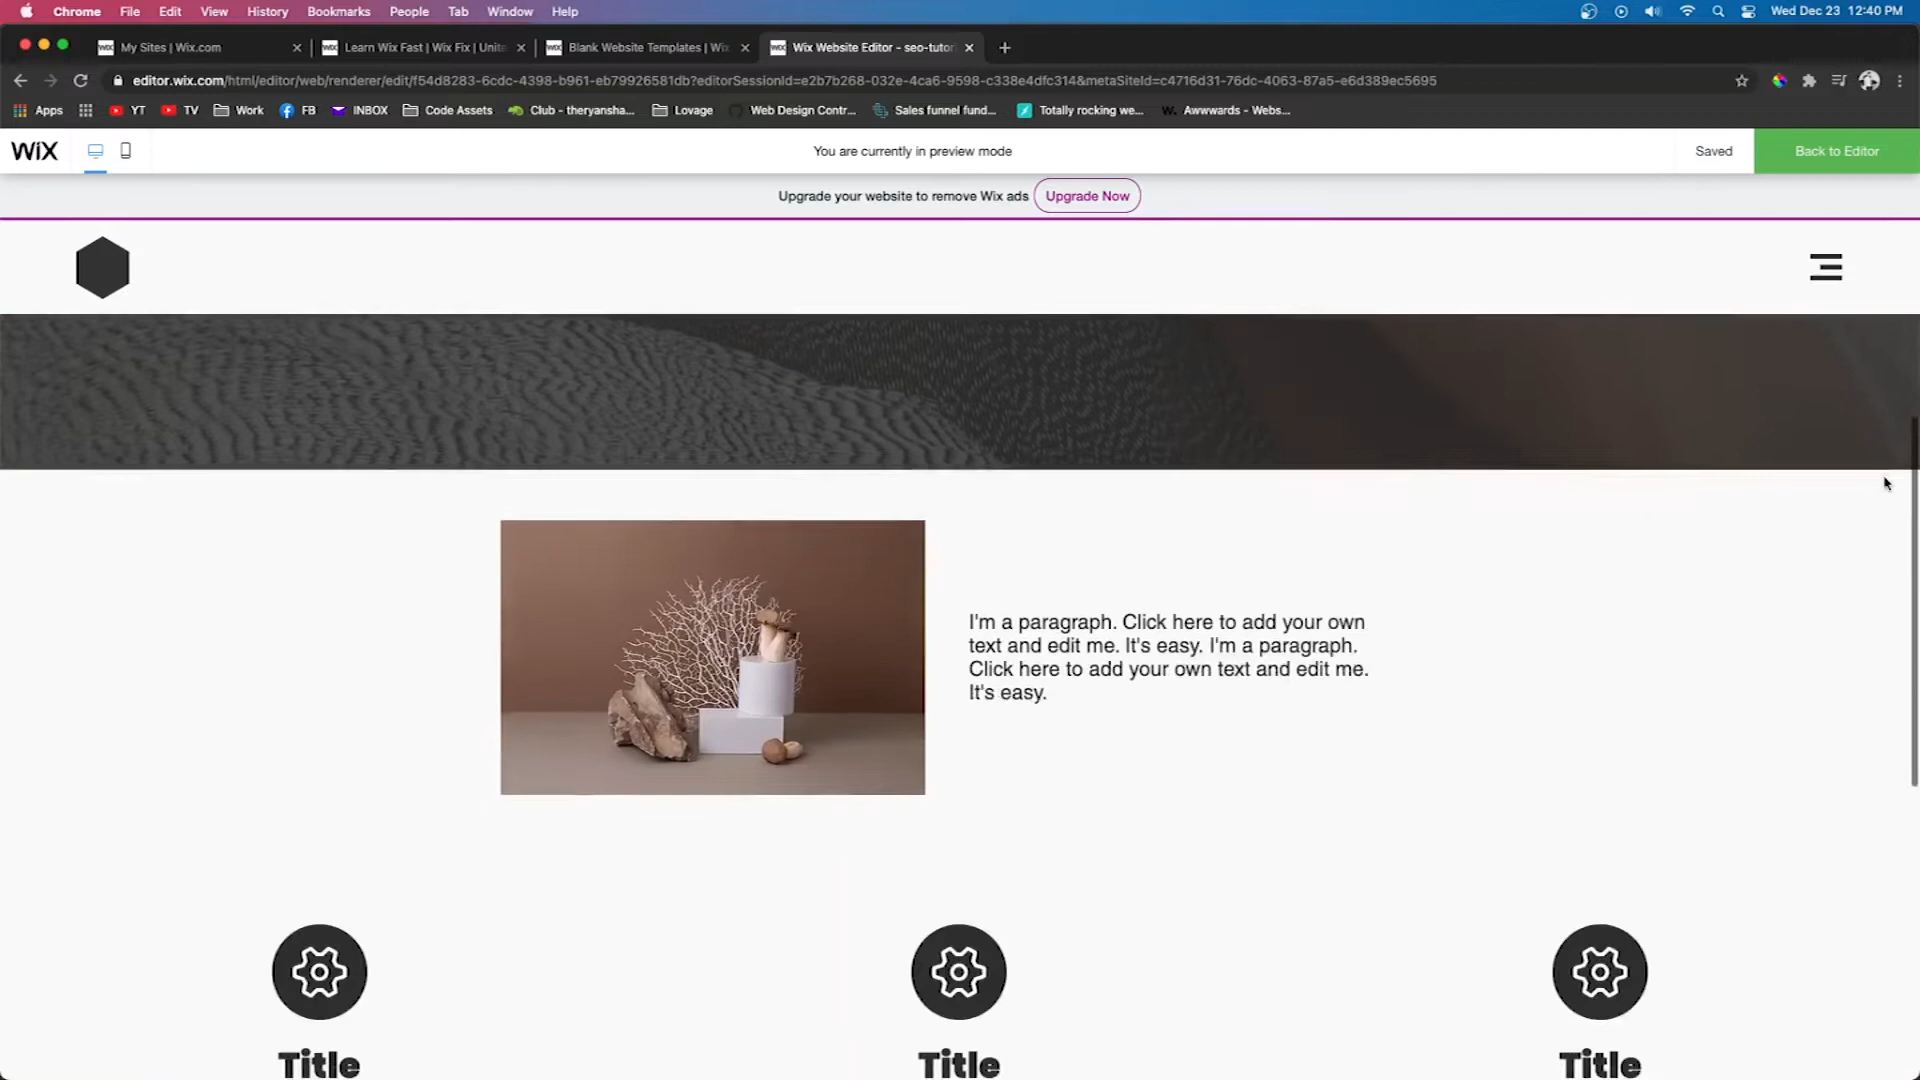 Chrome File Edit View History Bookmarks People Tab Window Help Wed Dec 23 12:40 PM
My Sites | Wix.com Learn Wix Fast | Wix Fix | Unite Blank Website Templates | Wi Wix Website Editor - seo-tutor
editor.wix.com/html/editor/web/renderer/edit/f54d8283-6cdc-4398-b961-eb79926581db?editorSessionId=e2b7b268-032e-4ca6-9598-c338e4dfc314&metaSiteId=c4716d31-76dc-4063-87a5-e6d389ec5695
Apps YT TV Work FB INBOX Code Assets Club - theryansha... Lovage Web Design Contr... Sales funnel fund... Totally rocking we... W. Awwwards - Webs...
WiX You are currently in preview mode Saved Back to Editor
Upgrade your website to remove Wix ads Upgrade Now
I'm a paragraph. Click here to add your own
text and edit me. It's easy. I'm a paragraph.
Click here to add your own text and edit me.
It's easy.
Title Title Title